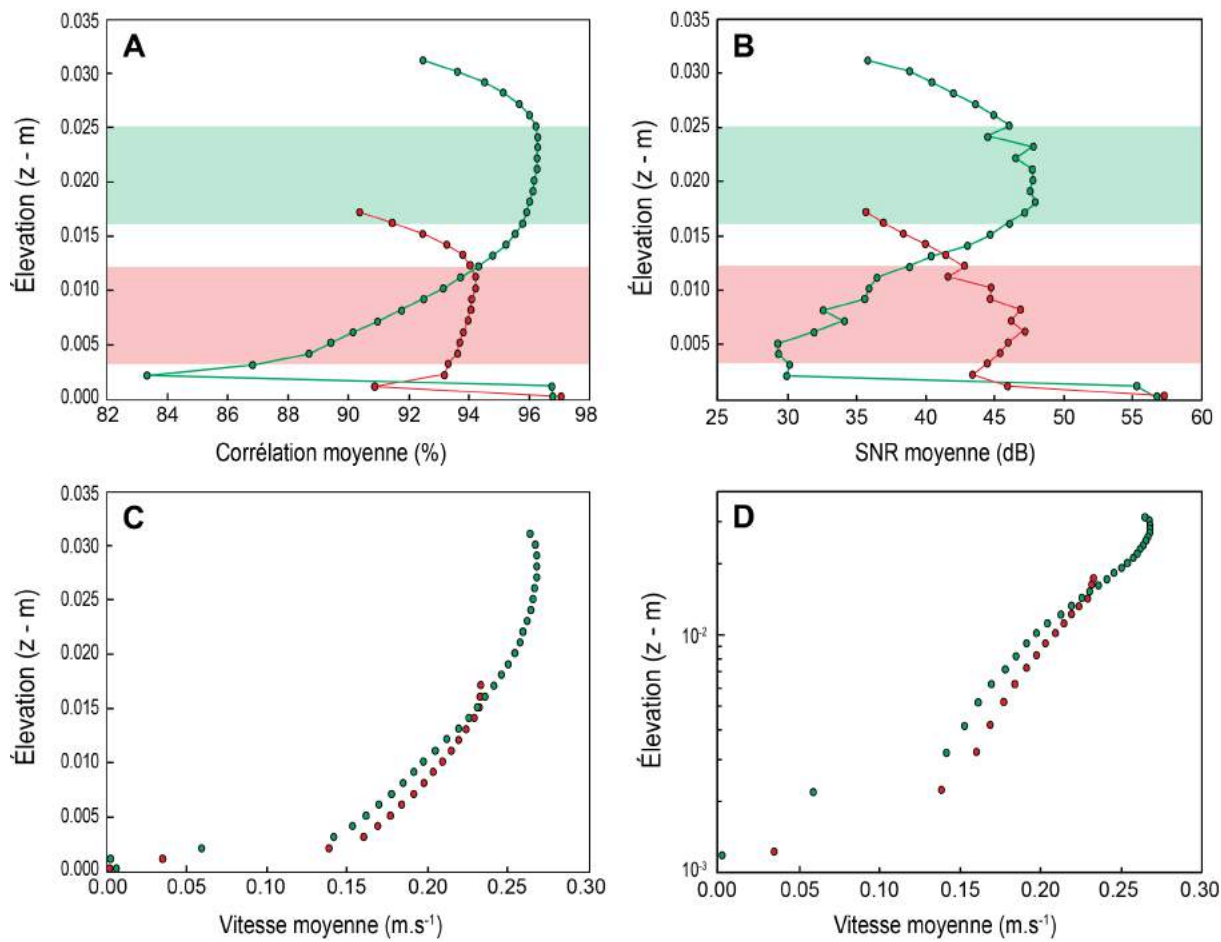 A
Élevation (z - m)
0.035
0.030
0.025
0.020
0.015
0.010
0.005
0.000
82 84 86 88 90 92 94 96 98
Corrélation moyenne (%)
B
Élevation (z - m)
0.035
0.030
0.025
0.020
0.015
0.010
0.005
25 30 35 40 45 50 55 60
SNR moyenne (dB)
C
Élevation (z - m)
0.035
0.030
0.025
0.020
0.015
0.010
0.005
0.000
0.00 0.05 0.10 0.15 0.20 0.25 0.30
Vitesse moyenne (m.s⁻¹)
D
Élevation (z - m)
10⁻²
10⁻³
0.00 0.05 0.10 0.15 0.20 0.25 0.30
Vitesse moyenne (m.s⁻¹)